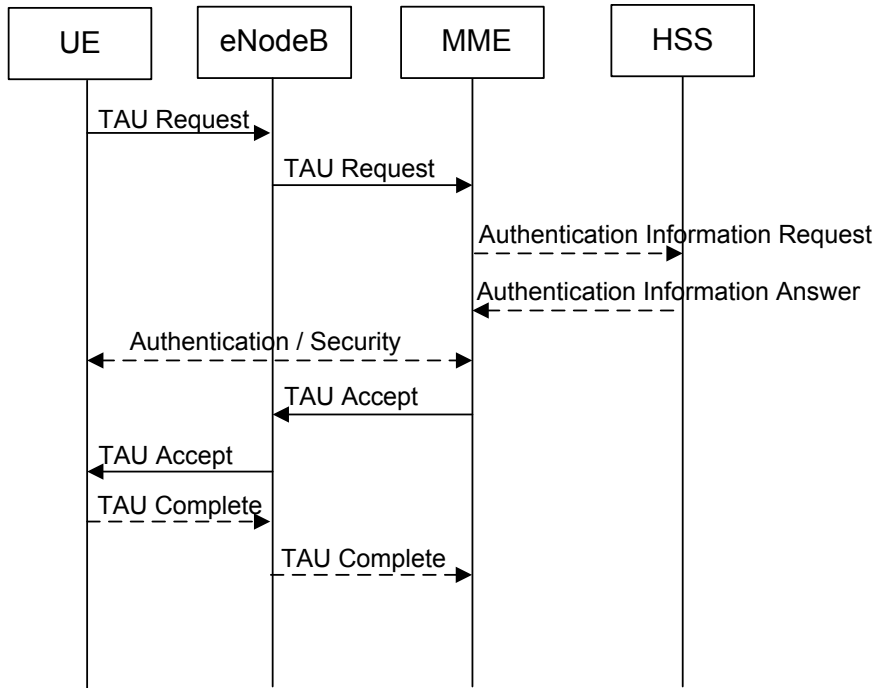 UE
eNodeB
MME
HSS
TAU Request
TAU Request
Authentication Information Request
Authentication Information Answer
Authentication / Security
TAU Accept
TAU Accept
TAU Complete
TAU Complete